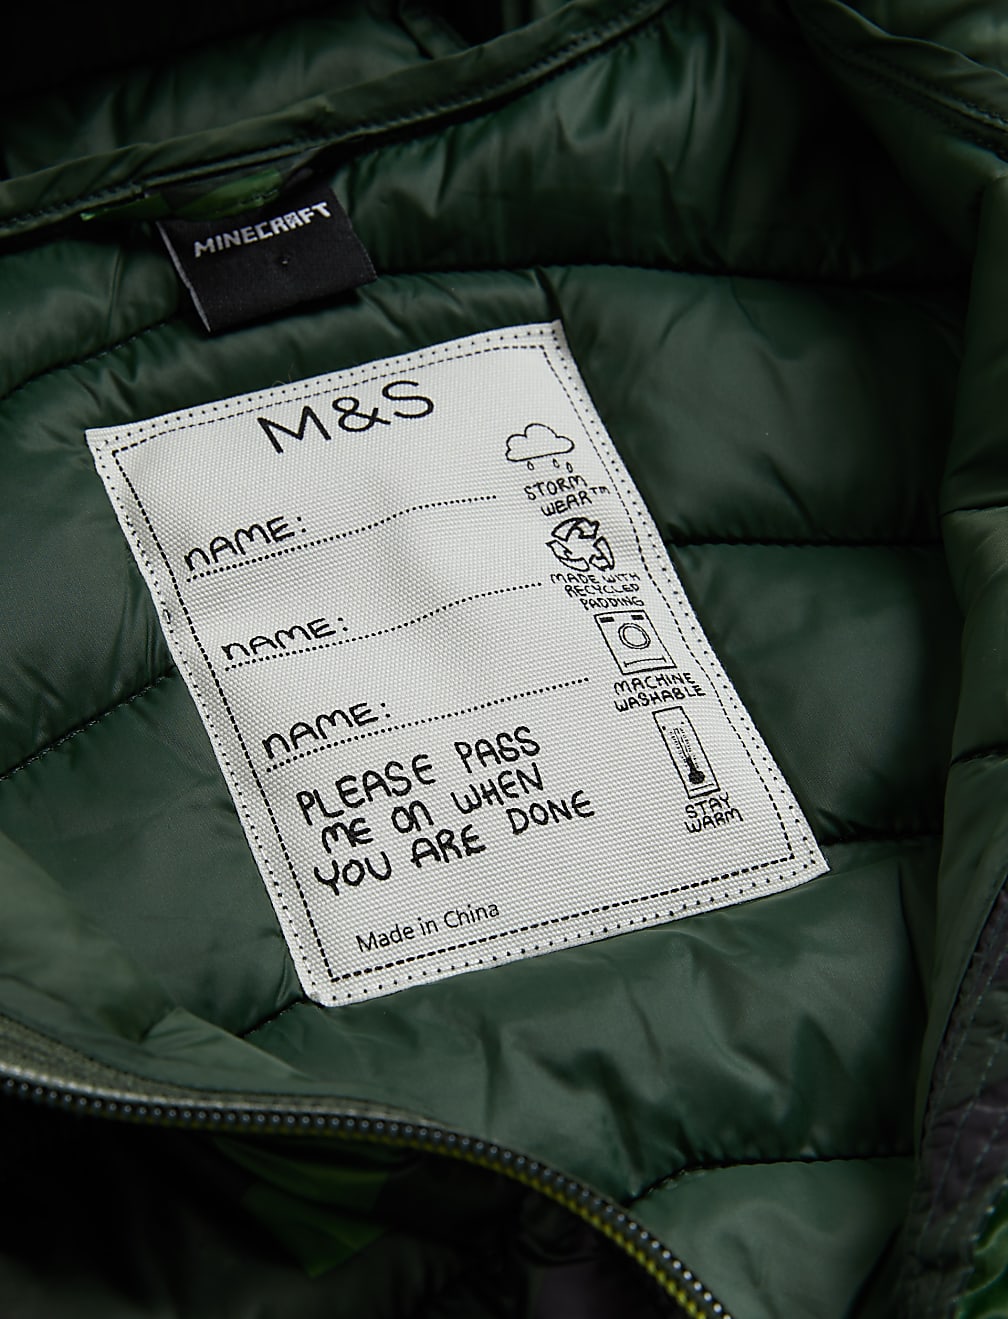 MINECRAFT
M&S
NAME:
NAME:
NAME:
PLEASE PASS
ME ON WHEN
YOU ARE DONE
Made in China
STORM
WEAR™
MADE WITH
RECYCLED
PADDING
MACHINE
WASHABLE
STAY
WARM